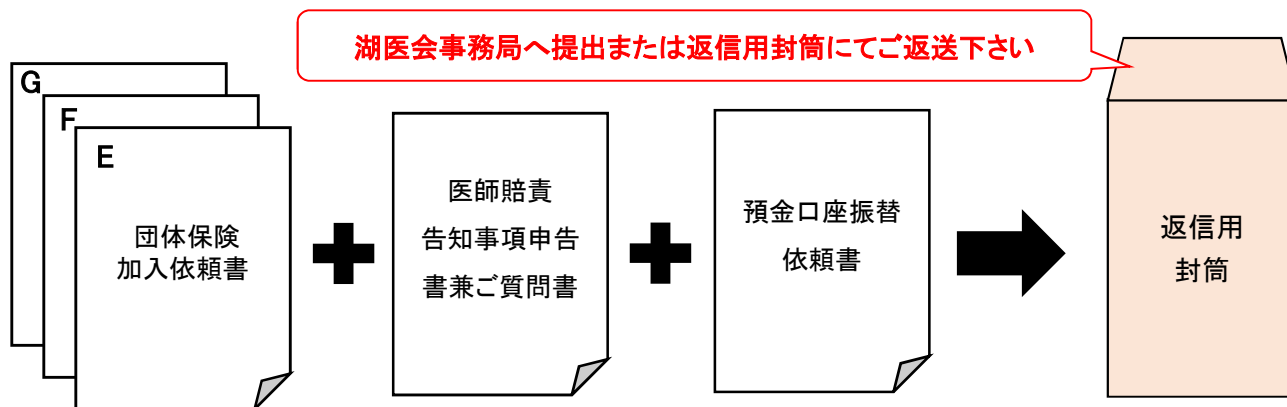 湖医会事務局へ提出または返信用封筒にてご返送下さい
G
F
E
団体保険
加入依頼書
医師賠責
告知事項申告
書兼ご質問書
預金口座振替
依頼書
返信用
封筒